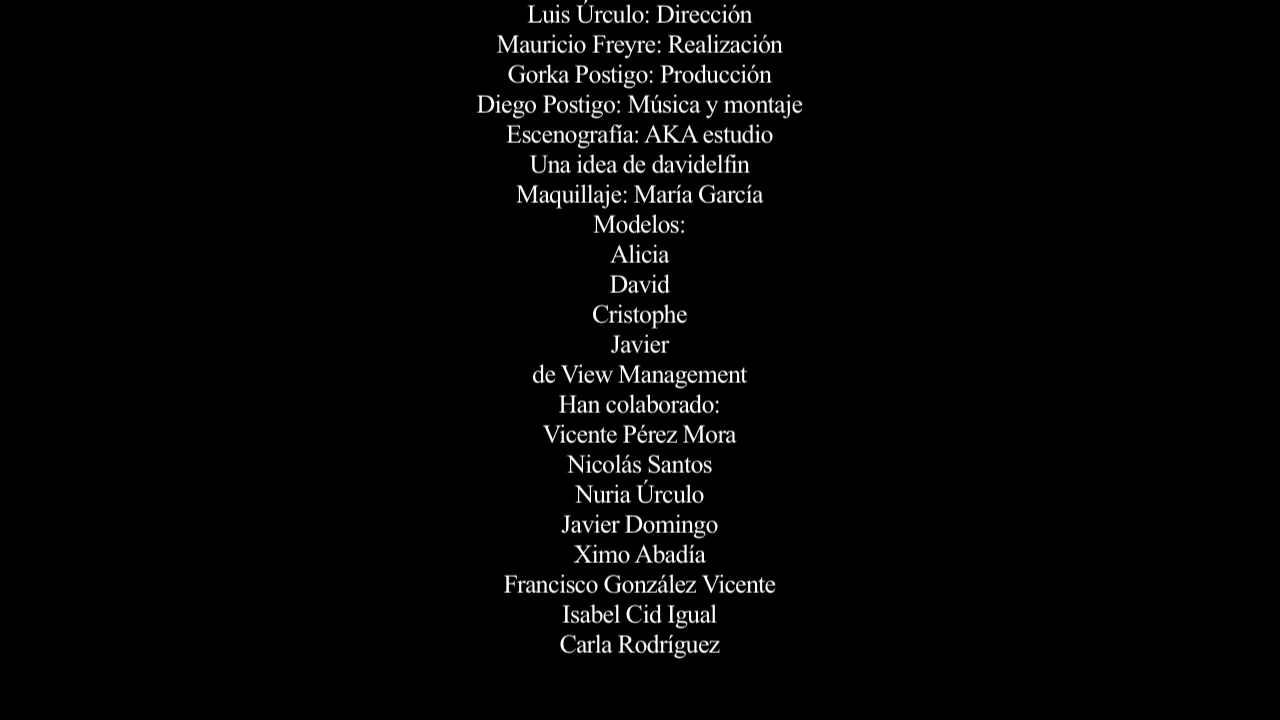 Luis Úrculo: Dirección
Mauricio Freyre: Realización
Gorka Postigo: Producción
Diego Postigo: Música y montaje
Escenografía: AKA estudio
Una idea de davidelfin
Maquillaje: María García
Modelos:
Alicia
David
Cristophe
Javier
de View Management
Han colaborado:
Vicente Pérez Mora
Nicolás Santos
Nuria Úrculo
Javier Domingo
Ximo Abadía
Francisco González Vicente
Isabel Cid Igual
Carla Rodríguez